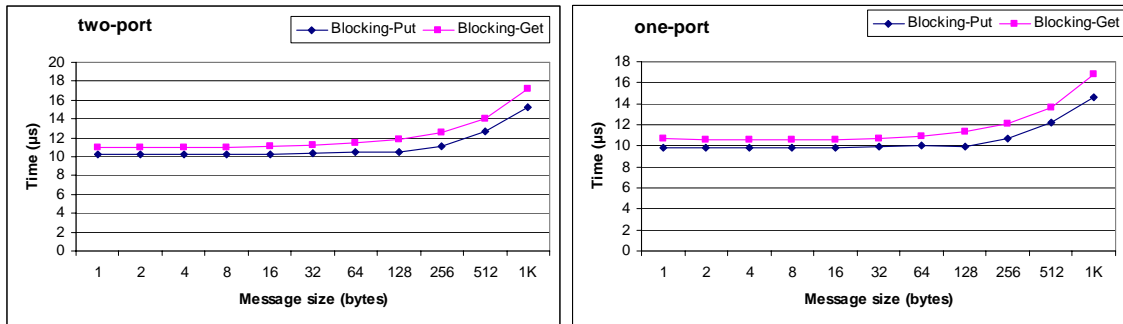 two-port
Blocking-Put Blocking-Get
20
18
16
14
12
10
8
6
4
2
0
Time (µs)
1 2 4 8 16 32 64 128 256 512 1K
Message size (bytes)
one-port
Blocking-Put Blocking-Get
18
16
14
12
10
8
6
4
2
0
Time (µs)
1 2 4 8 16 32 64 128 256 512 1K
Message size (bytes)